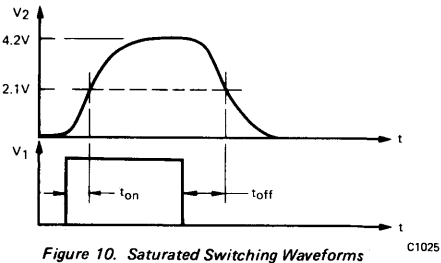 V2
4.2V
2.1V
t
V1
ton
toff
t
C1025
Figure 10. Saturated Switching Waveforms